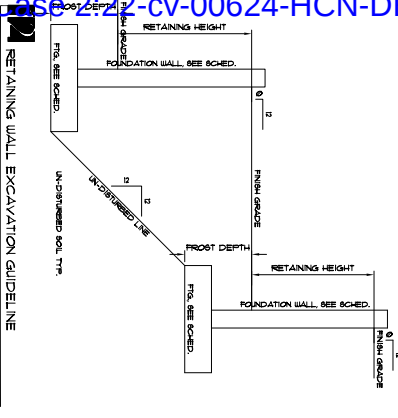 ase 2:22-cv-00624-HCN-D
FROST DEPTH
FINISH GRADE
RETAINING HEIGHT
FOUNDATION WALL, SEE SCHED.
FTG, SEE SCHED.
12
FINISH GRADE
12
UN-DISTURBED LINE
UN-DISTURBED SOIL TYP.
FROST DEPTH
RETAINING HEIGHT
FOUNDATION WALL, SEE SCHED.
FTG, SEE SCHED.
FINISH GRADE
RETAINING WALL EXCAVATION GUIDELINE